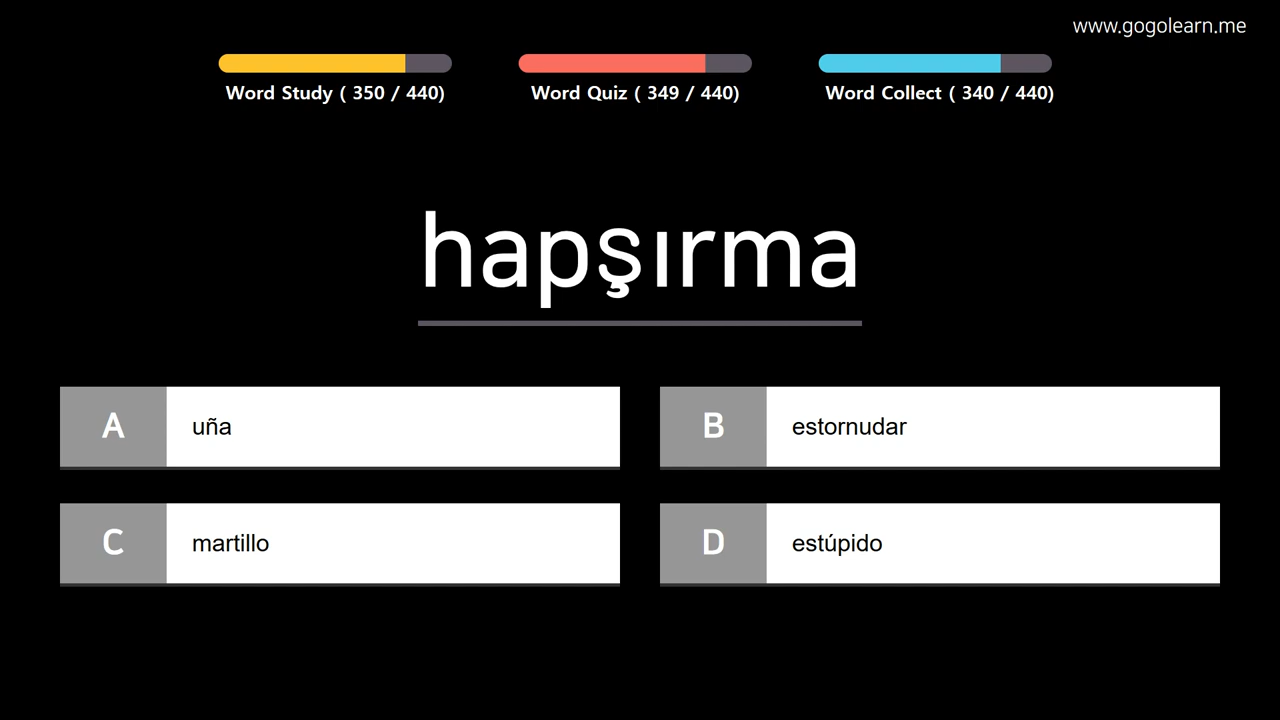 www.gogolearn.me
Word Study ( 350 / 440)
Word Quiz ( 349 / 440)
Word Collect ( 340 / 440)
hapşırma
A uña
B estornudar
C martillo
D estúpido